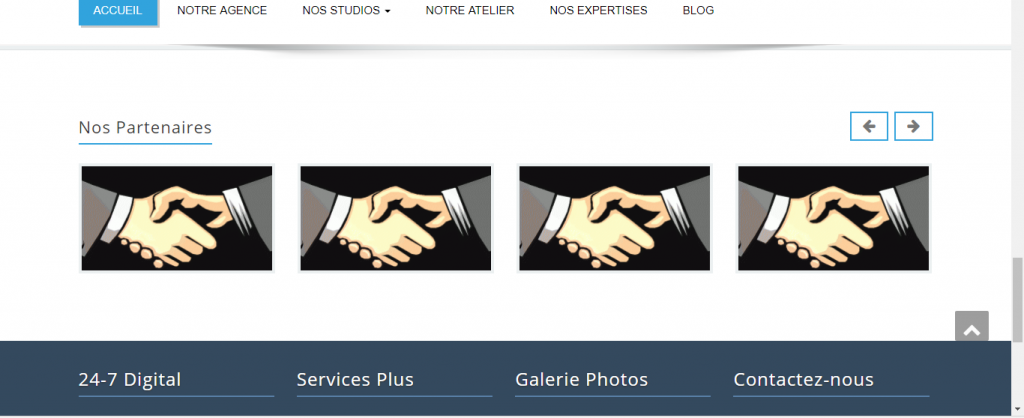 ACCUEIL NOTRE AGENCE NOS STUDIOS NOTRE ATELIER NOS EXPERTISES BLOG
Nos Partenaires
24-7 Digital Services Plus Galerie Photos Contactez-nous